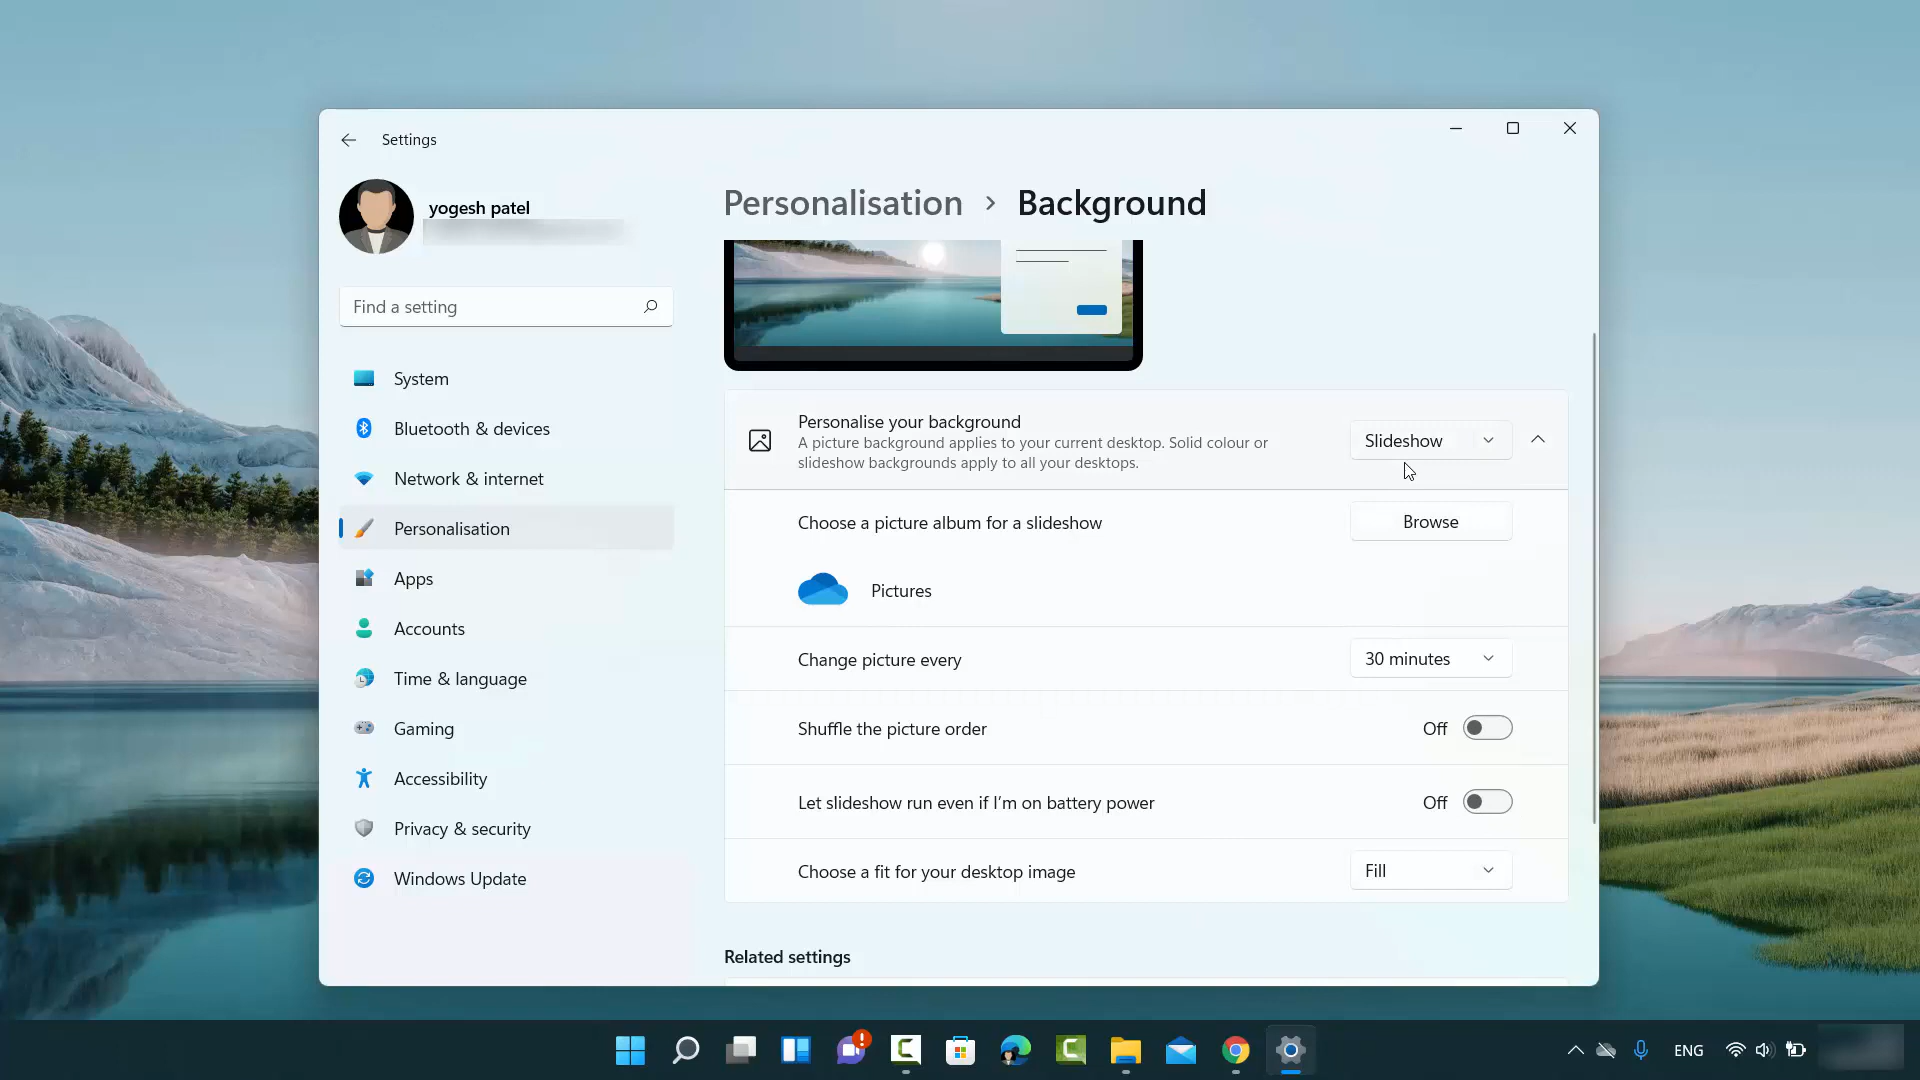 Settings
yogesh patel
Find a setting
System
Bluetooth & devices
Network & internet
Personalisation
Apps
Accounts
Time & language
Gaming
Accessibility
Privacy & security
Windows Update
Personalisation > Background
Personalise your background
A picture background applies to your current desktop. Solid colour or
slideshow backgrounds apply to all your desktops.
Slideshow
Choose a picture album for a slideshow
Browse
Pictures
Change picture every
30 minutes
Shuffle the picture order
Off
Let slideshow run even if I'm on battery power
Off
Choose a fit for your desktop image
Fill
Related settings
ENG